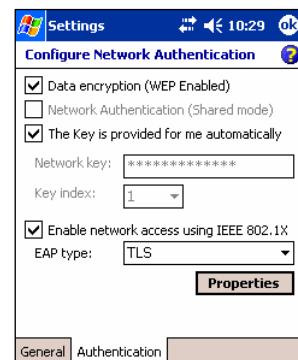 Settings 10:29 ok
Configure Network Authentication ?
Data encryption (WEP Enabled)
Network Authentication (Shared mode)
The Key is provided for me automatically
Network key: *************
Key index: 1
Enable network access using IEEE 802.1X
EAP type: TLS
Properties
General Authentication